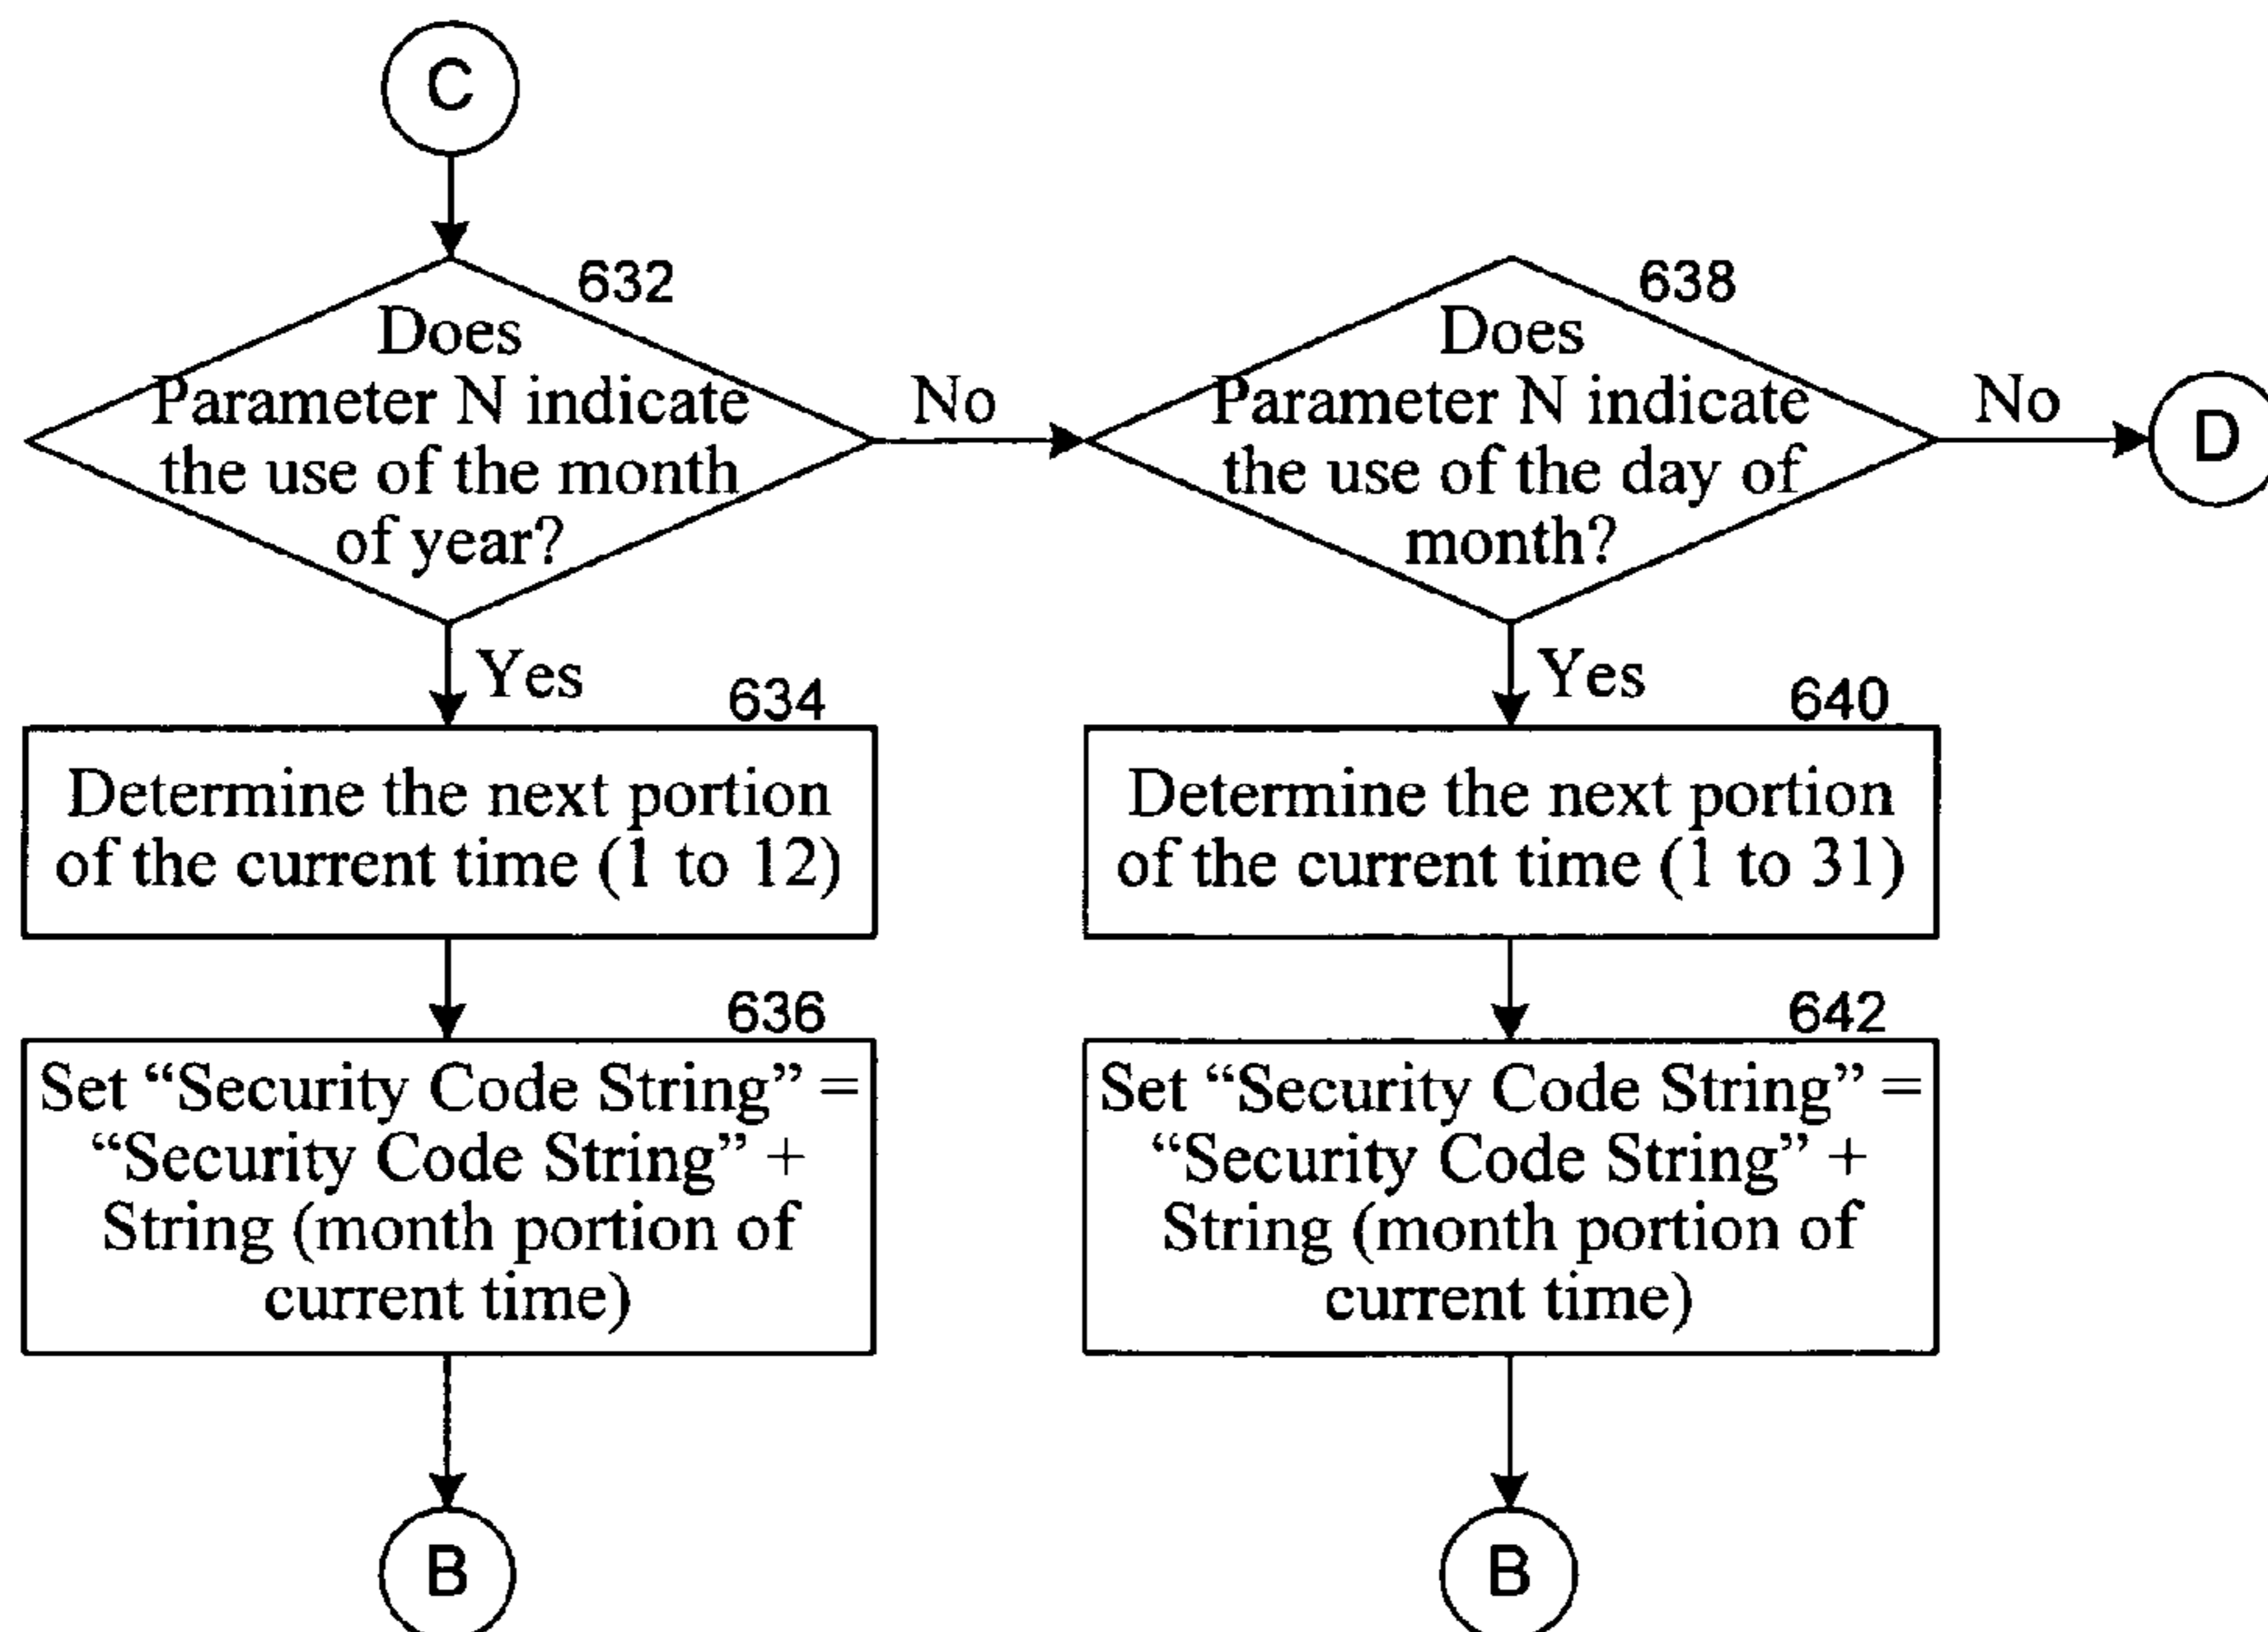 C
632
Does
Parameter N indicate
the use of the month
of year?
No
Yes
634
Determine the next portion
of the current time (1 to 12)
636
Set “Security Code String” =
“Security Code String” +
String (month portion of
current time)
B
638
Does
Parameter N indicate
the use of the day of
month?
No
D
Yes
640
Determine the next portion
of the current time (1 to 31)
642
Set “Security Code String” =
“Security Code String” +
String (month portion of
current time)
B